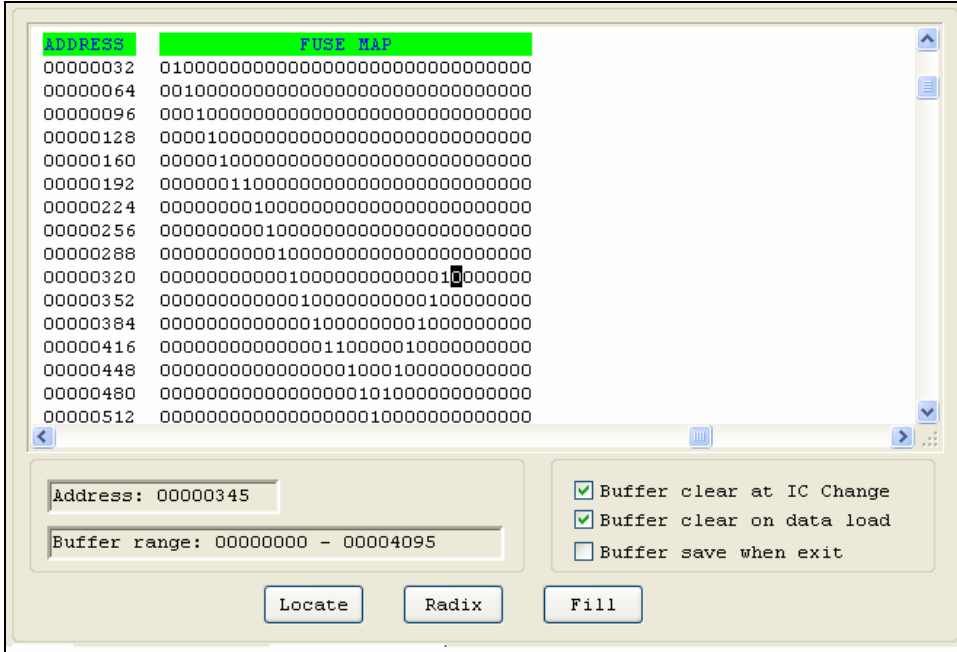 ADDRESS FUSE MAP
00000032 01000000000000000000000000000000
00000064 00100000000000000000000000000000
00000096 00010000000000000000000000000000
00000128 00001000000000000000000000000000
00000160 00000100000000000000000000000000
00000192 00000011000000000000000000000000
00000224 00000000100000000000000000000000
00000256 00000000010000000000000000000000
00000288 00000000001000000000000000000000
00000320 00000000000100000000000010000000
00000352 00000000000010000000000100000000
00000384 00000000000001000000001000000000
00000416 00000000000000110000010000000000
00000448 00000000000000001000100000000000
00000480 00000000000000000101000000000000
00000512 00000000000000000010000000000000
Address: 00000345
Buffer range: 00000000 - 00004095
Buffer clear at IC Change
Buffer clear on data load
Buffer save when exit
Locate Radix Fill